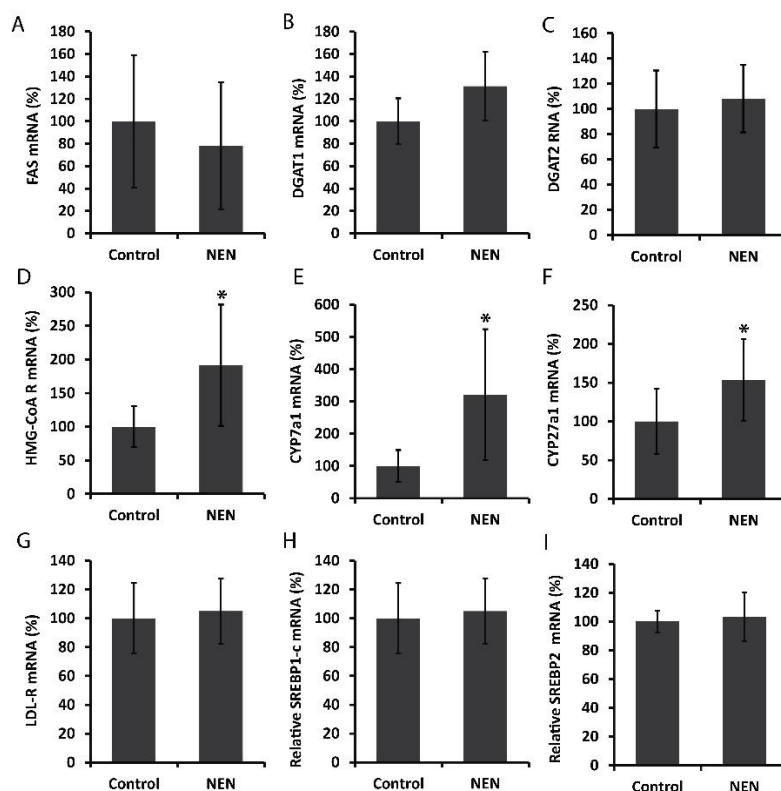 A
FAS mRNA (%)
180
160
140
120
100
80
60
40
20
0
Control NEN
B
DGAT1 mRNA (%)
180
160
140
120
100
80
60
40
20
0
Control NEN
C
DGAT2 RNA (%)
160
140
120
100
80
60
40
20
0
Control NEN
D
HMG-CoA R mRNA (%)
300
250
200
150
100
50
0
*
Control NEN
E
CYP7a1 mRNA (%)
600
500
400
300
200
100
0
*
Control NEN
F
CYP27a1 mRNA (%)
250
200
150
100
50
0
*
Control NEN
G
LDL-R mRNA (%)
140
120
100
80
60
40
20
0
Control NEN
H
Relative SREBP1-c mRNA (%)
140
120
100
80
60
40
20
0
Control NEN
I
Relative SREBP2 mRNA (%)
140
120
100
80
60
40
20
0
Control NEN